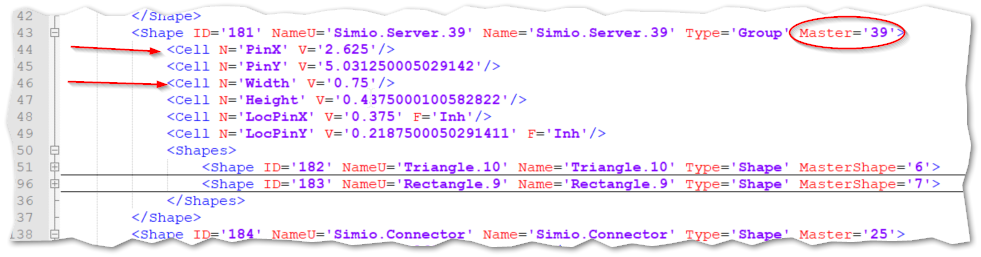 42 </Shape>
43 <Shape ID='181' NameU='Simio.Server.39' Name='Simio.Server.39' Type='Group' Master='39'>
44 <Cell N='PinX' V='2.625'/>
45 <Cell N='PinY' V='5.031250005029142'/>
46 <Cell N='Width' V='0.75'/>
47 <Cell N='Height' V='0.4375000100582822'/>
48 <Cell N='LocPinX' V='0.375' F='Inh'/>
49 <Cell N='LocPinY' V='0.2187500050291411' F='Inh'/>
50 <Shapes>
51 <Shape ID='182' NameU='Triangle.10' Name='Triangle.10' Type='Shape' MasterShape='6'>
96 <Shape ID='183' NameU='Rectangle.9' Name='Rectangle.9' Type='Shape' MasterShape='7'>
36 </Shapes>
37 </Shape>
138 <Shape ID='184' NameU='Simio.Connector' Name='Simio.Connector' Type='Shape' Master='25'>